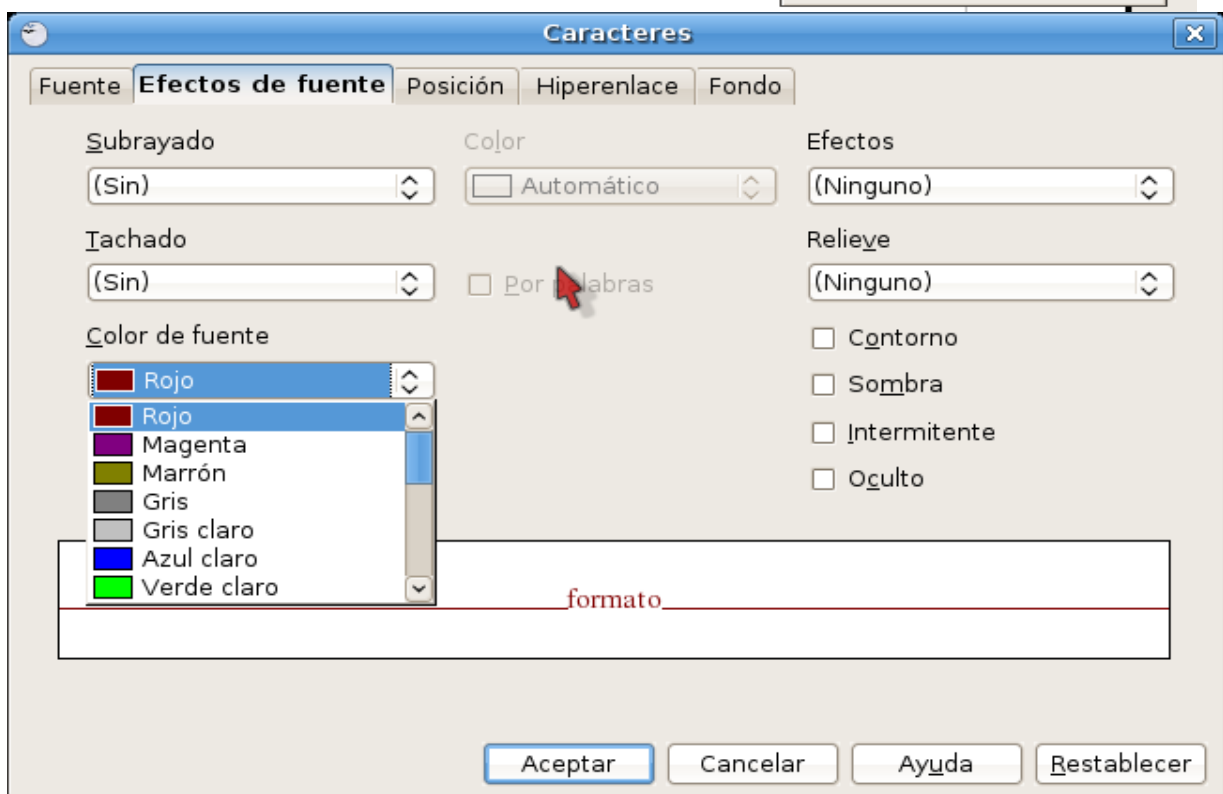 Caracteres
Fuente Efectos de fuente Posición Hiperenlace Fondo
Subrayado Color Efectos
(Sin) Automático (Ninguno)
Tachado Relieve
(Sin) Por palabras (Ninguno)
Color de fuente Contorno
Rojo Sombra
Rojo
Magenta Intermitente
Marrón Oculto
Gris
Gris claro
Azul claro
Verde claro
formato
Aceptar Cancelar Ayuda Restablecer